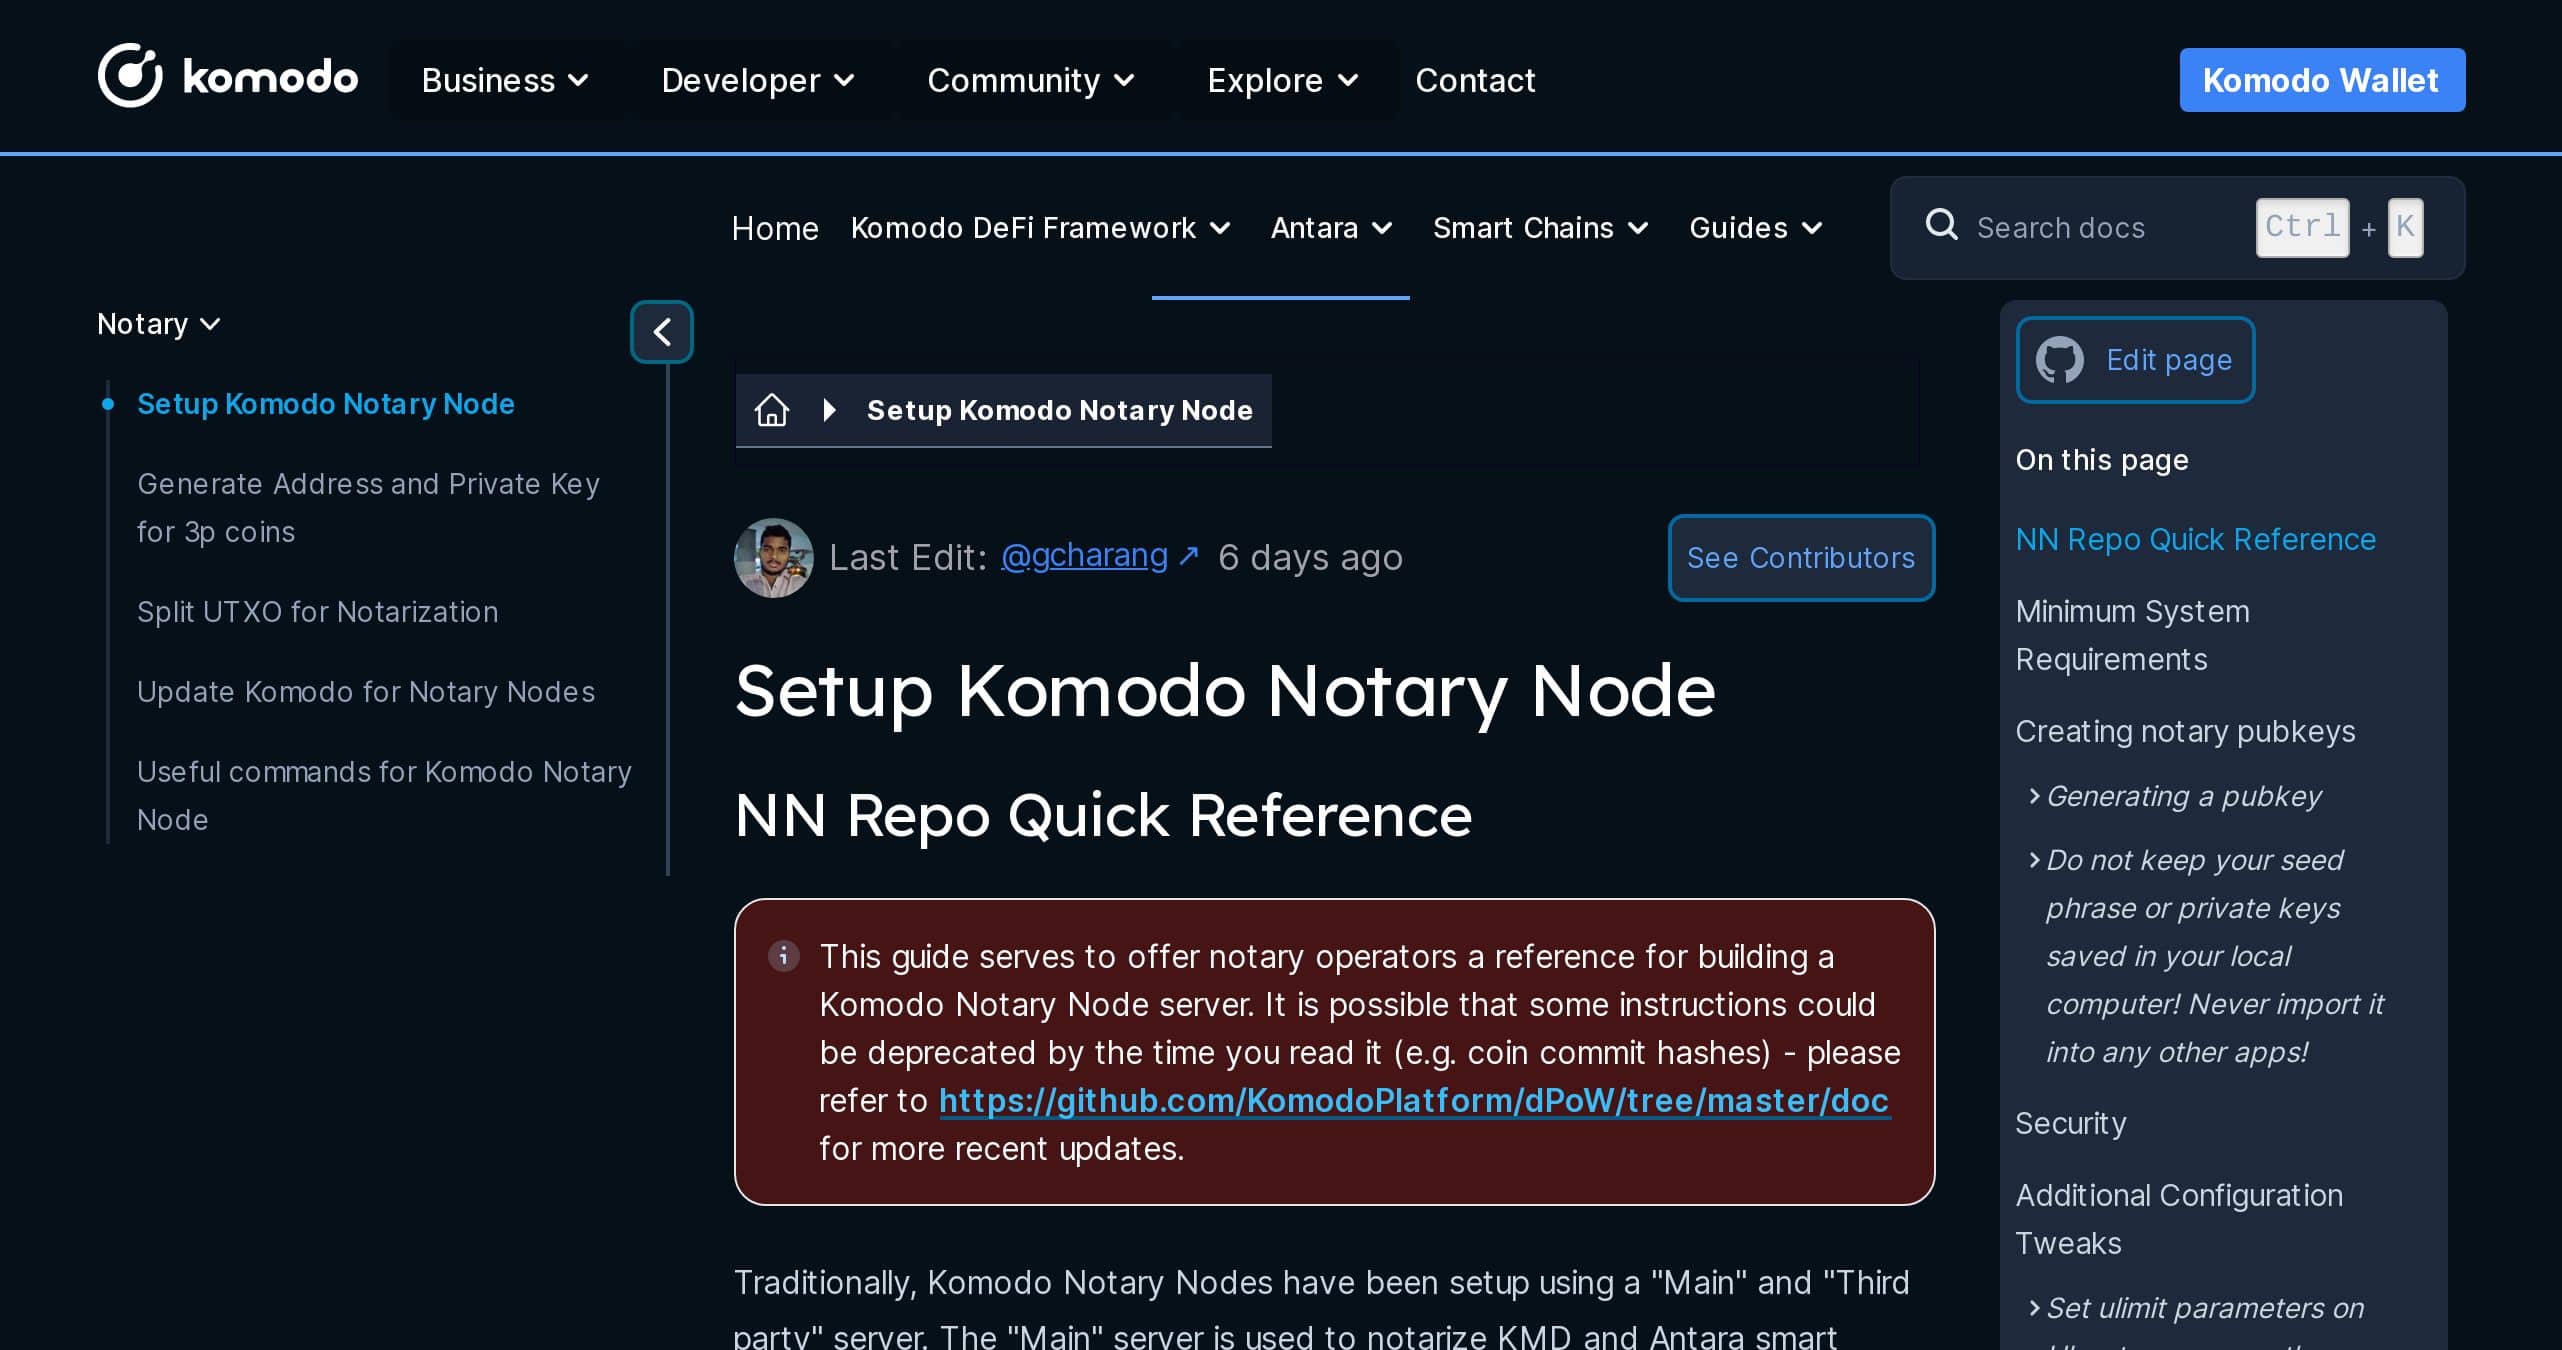 komodo
Business
Developer
Community
Explore
Contact
Komodo Wallet
Home
Komodo DeFi Framework
Antara
Smart Chains
Guides
Search docs
Ctrl + K
Notary
Setup Komodo Notary Node
Generate Address and Private Key
for 3p coins
Split UTXO for Notarization
Update Komodo for Notary Nodes
Useful commands for Komodo Notary
Node
Setup Komodo Notary Node
Last Edit: @gcharang ↗ 6 days ago
See Contributors
Setup Komodo Notary Node
NN Repo Quick Reference
This guide serves to offer notary operators a reference for building a
Komodo Notary Node server. It is possible that some instructions could
be deprecated by the time you read it (e.g. coin commit hashes) - please
refer to https://github.com/KomodoPlatform/dPoW/tree/master/doc
for more recent updates.
Traditionally, Komodo Notary Nodes have been setup using a "Main" and "Third
party" server. The "Main" server is used to notarize KMD and Antara smart
Edit page
On this page
NN Repo Quick Reference
Minimum System
Requirements
Creating notary pubkeys
Generating a pubkey
Do not keep your seed
phrase or private keys
saved in your local
computer! Never import it
into any other apps!
Security
Additional Configuration
Tweaks
Set ulimit parameters on